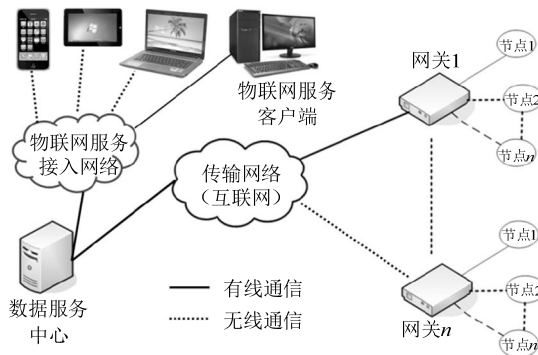 物联网服务
客户端
物联网服务
接入网络
传输网络
（互联网）
数据服务
中心
有线通信
无线通信
网关1
节点1
节点2
节点n
网关n
节点1
节点2
节点n